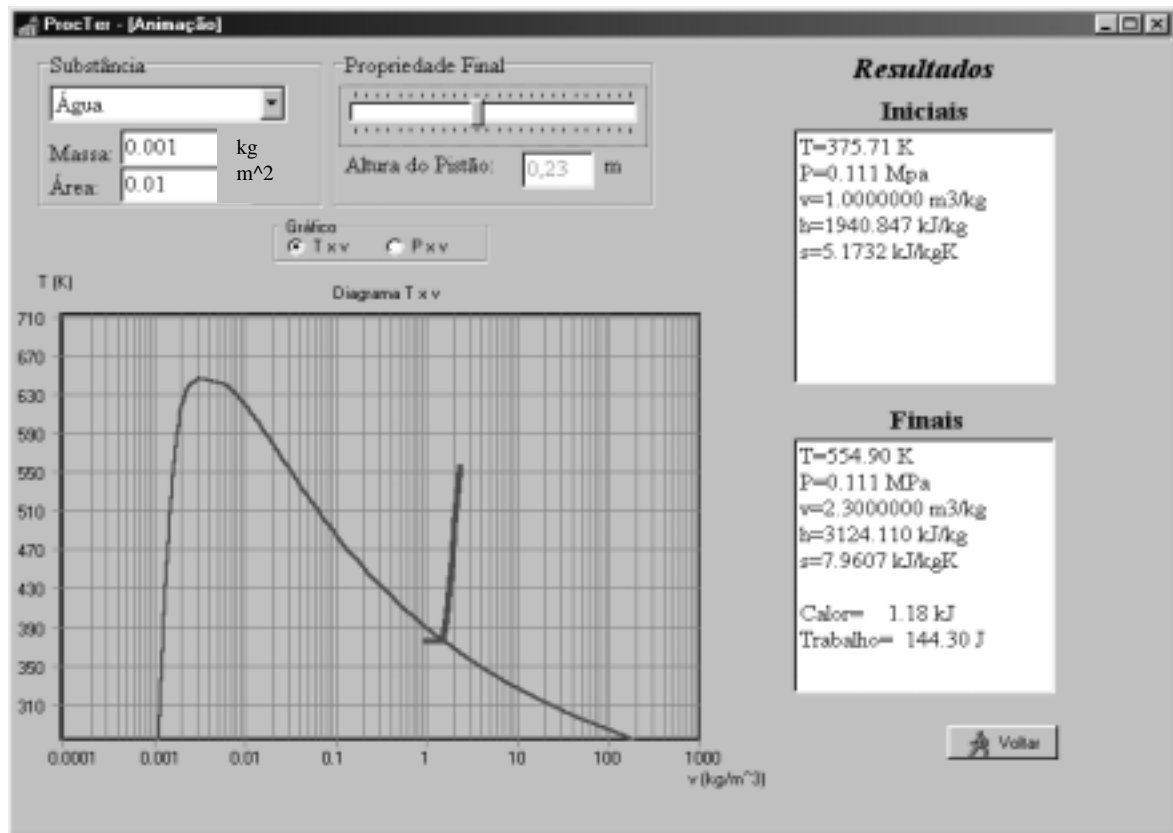 ProcTer - [Animação]
Substância
Água
Massa: 0.001 kg
Área: 0.01 m^2
Propriedade Final
Altura do Pistão: 0,23 m
Gráfico
T x v P x v
T (K)
Diagrama T x v
710
670
630
590
550
510
470
430
390
350
310
0.0001 0.001 0.01 0.1 1 10 100 1000
v (kg/m^3)
Resultados
Iniciais
T=375.71 K
P=0.111 Mpa
v=1.0000000 m3/kg
h=1940.847 kJ/kg
s=5.1732 kJ/kgK
Finais
T=554.90 K
P=0.111 MPa
v=2.3000000 m3/kg
h=3124.110 kJ/kg
s=7.9607 kJ/kgK
Calor= 1.18 kJ
Trabalho= 144.30 J
Voltar